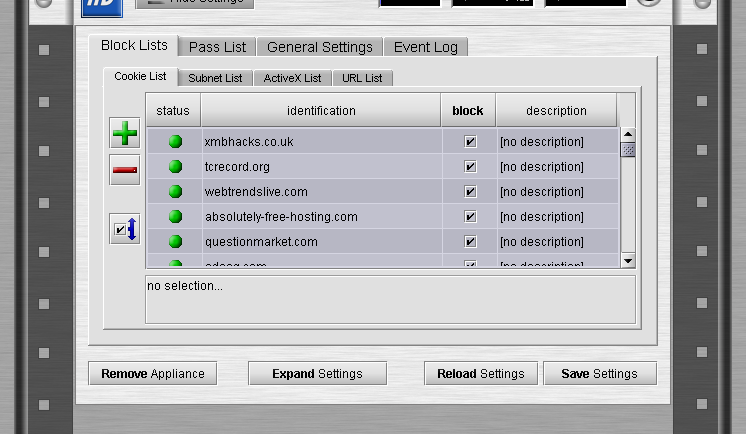 Hide Settings
Block Lists Pass List General Settings Event Log
Cookie List Subnet List ActiveX List URL List
status identification block description
xmbhacks.co.uk [no description]
tcrecord.org [no description]
webtrendslive.com [no description]
absolutely-free-hosting.com [no description]
questionmarket.com [no description]
[no description]
no selection...
Remove Appliance Expand Settings Reload Settings Save Settings